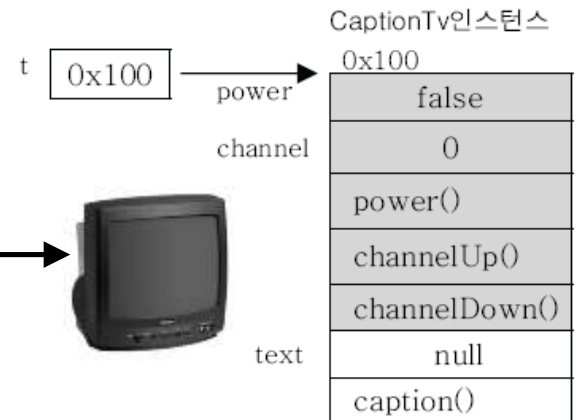 CaptionTv인스턴스
t
0x100
0x100
power
false
channel
0
power()
channelUp()
channelDown()
text
null
caption()